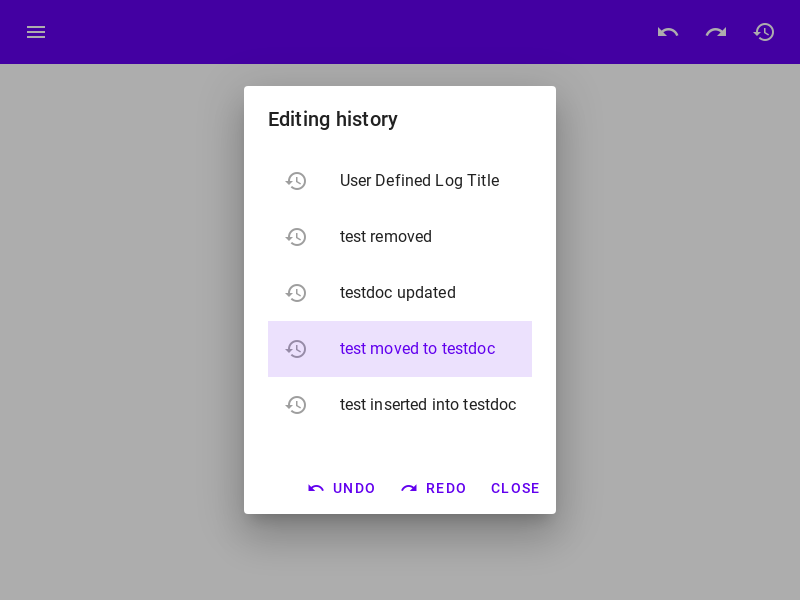 Editing history
User Defined Log Title
test removed
testdoc updated
test moved to testdoc
test inserted into testdoc
UNDO REDO CLOSE